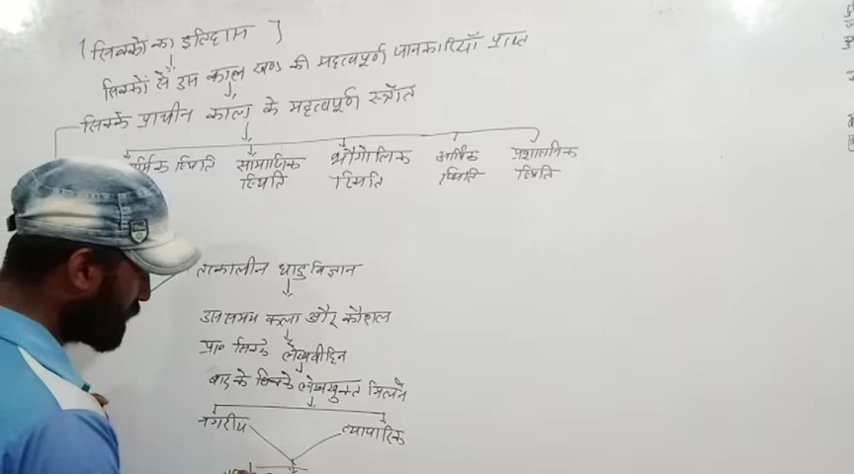 [ सिक्कों का इतिहास ]
सिक्कों से उस काल खण्ड की महत्वपूर्ण जानकारियाँ प्राप्त
सिक्के प्राचीन काल के महत्वपूर्ण स्त्रोत
स्थिति सामाजिक भौगोलिक आर्थिक प्रशासनिक
स्थिति स्थिति स्थिति स्थिति
तत्कालीन धातु विज्ञान
उस समय कला और कौशल
प्रा० सिक्के लेखविहिन
बाद के सिक्के लेखयुक्त मिलने
नगरीय व्यापारिक